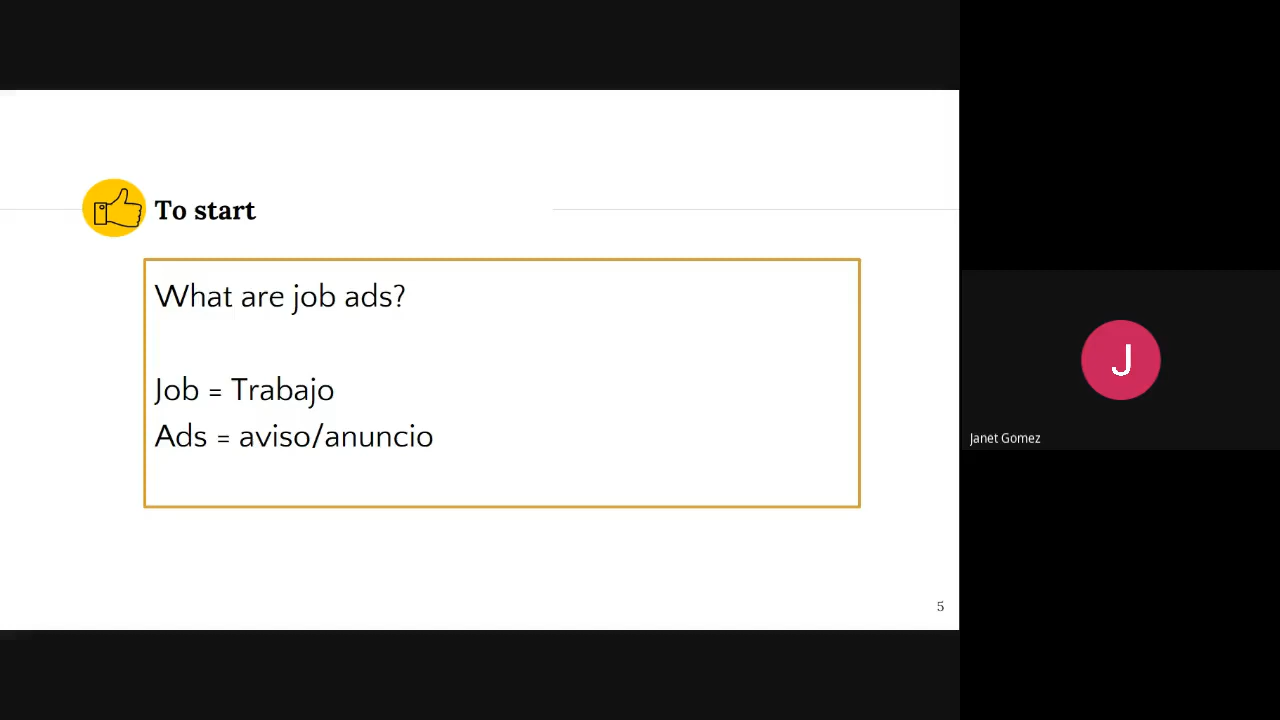 To start
What are job ads?
Job = Trabajo
Ads = aviso/anuncio
5
J
Janet Gomez